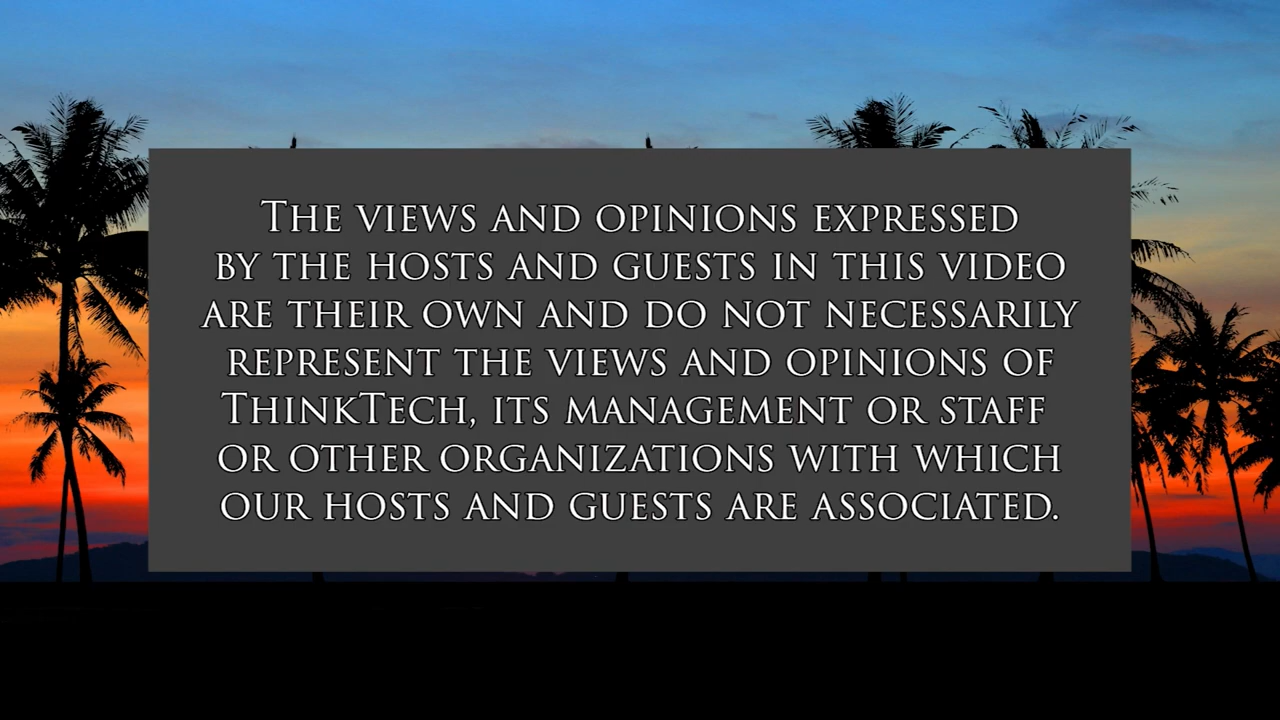 The views and opinions expressed
by the hosts and guests in this video
are their own and do not necessarily
represent the views and opinions of
ThinkTech, its management or staff
or other organizations with which
our hosts and guests are associated.